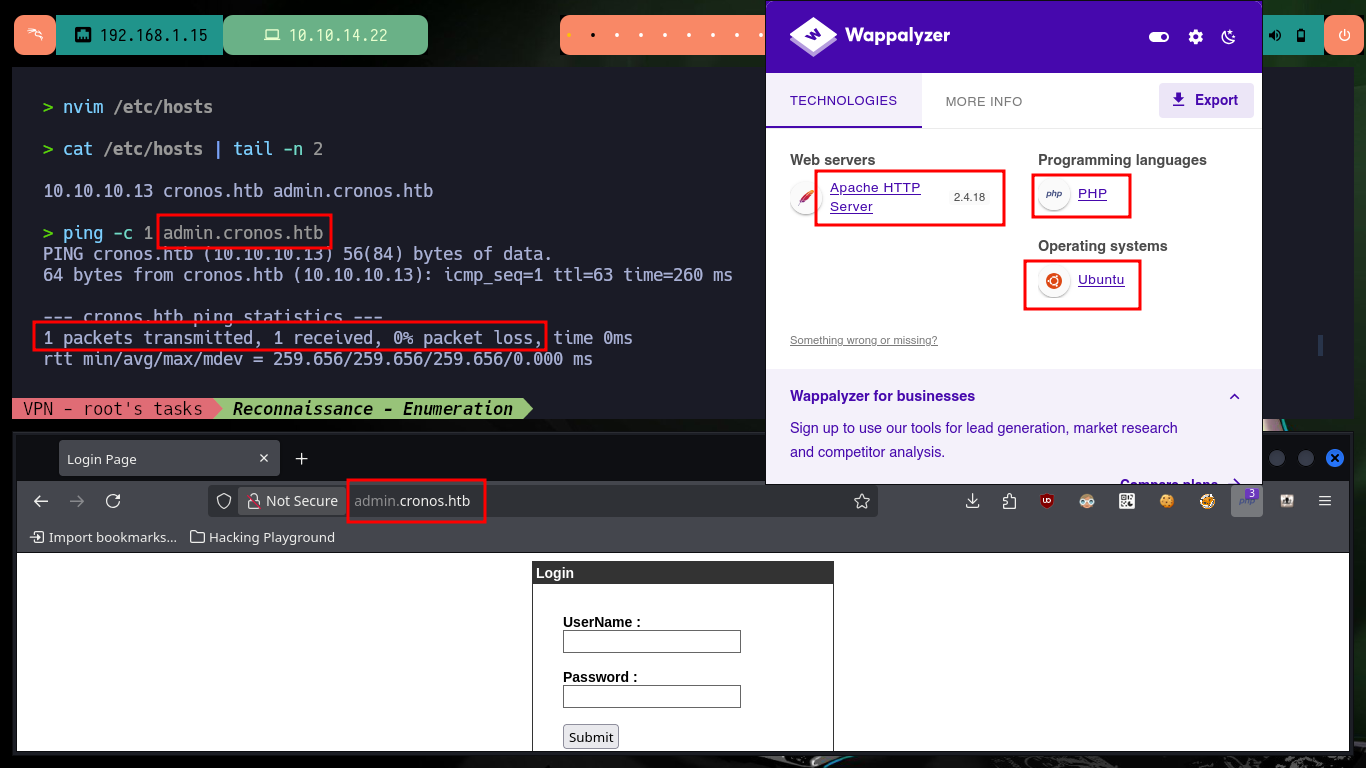 192.168.1.15
10.10.14.22
> nvim /etc/hosts
> cat /etc/hosts | tail -n 2
10.10.10.13 cronos.htb admin.cronos.htb
> ping -c 1 admin.cronos.htb
PING cronos.htb (10.10.10.13) 56(84) bytes of data.
64 bytes from cronos.htb (10.10.10.13): icmp_seq=1 ttl=63 time=260 ms
--- cronos.htb ping statistics ---
1 packets transmitted, 1 received, 0% packet loss, time 0ms
rtt min/avg/max/mdev = 259.656/259.656/259.656/0.000 ms
VPN - root's tasks
Reconnaissance - Enumeration
Wappalyzer
TECHNOLOGIES
MORE INFO
Export
Web servers
Apache HTTP
Server
2.4.18
Programming languages
php
PHP
Operating systems
Ubuntu
Something wrong or missing?
Wappalyzer for businesses
Sign up to use our tools for lead generation, market research
and competitor analysis.
Compare plans
Login Page
Not Secure
admin.cronos.htb
php
3
Import bookmarks...
Hacking Playground
Login
UserName :
Password :
Submit